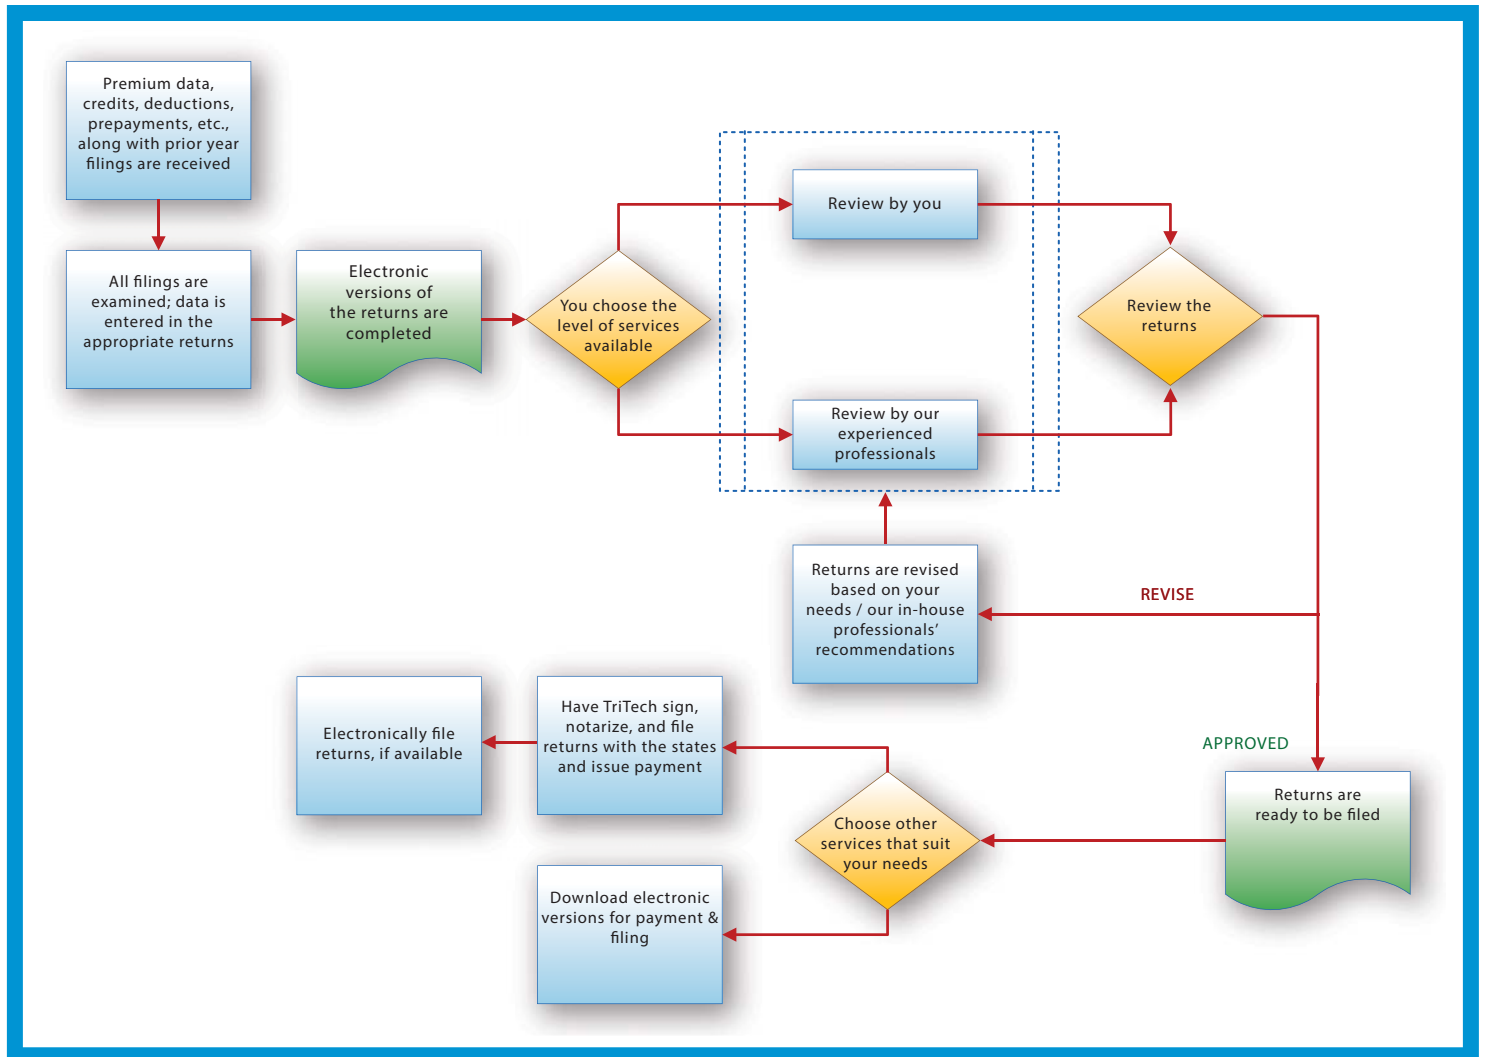 Premium data,
credits, deductions,
prepayments, etc.,
along with prior year
filings are received
All filings are
examined; data is
entered in the
appropriate returns
Electronic
versions of
the returns are
completed
You choose the
level of services
available
Review by you
Review by our
experienced
professionals
Review the
returns
Returns are revised
based on your
needs / our in-house
professionals’
recommendations
REVISE
APPROVED
Returns are
ready to be filed
Choose other
services that suit
your needs
Have TriTech sign,
notarize, and file
returns with the states
and issue payment
Electronically file
returns, if available
Download electronic
versions for payment &
filing